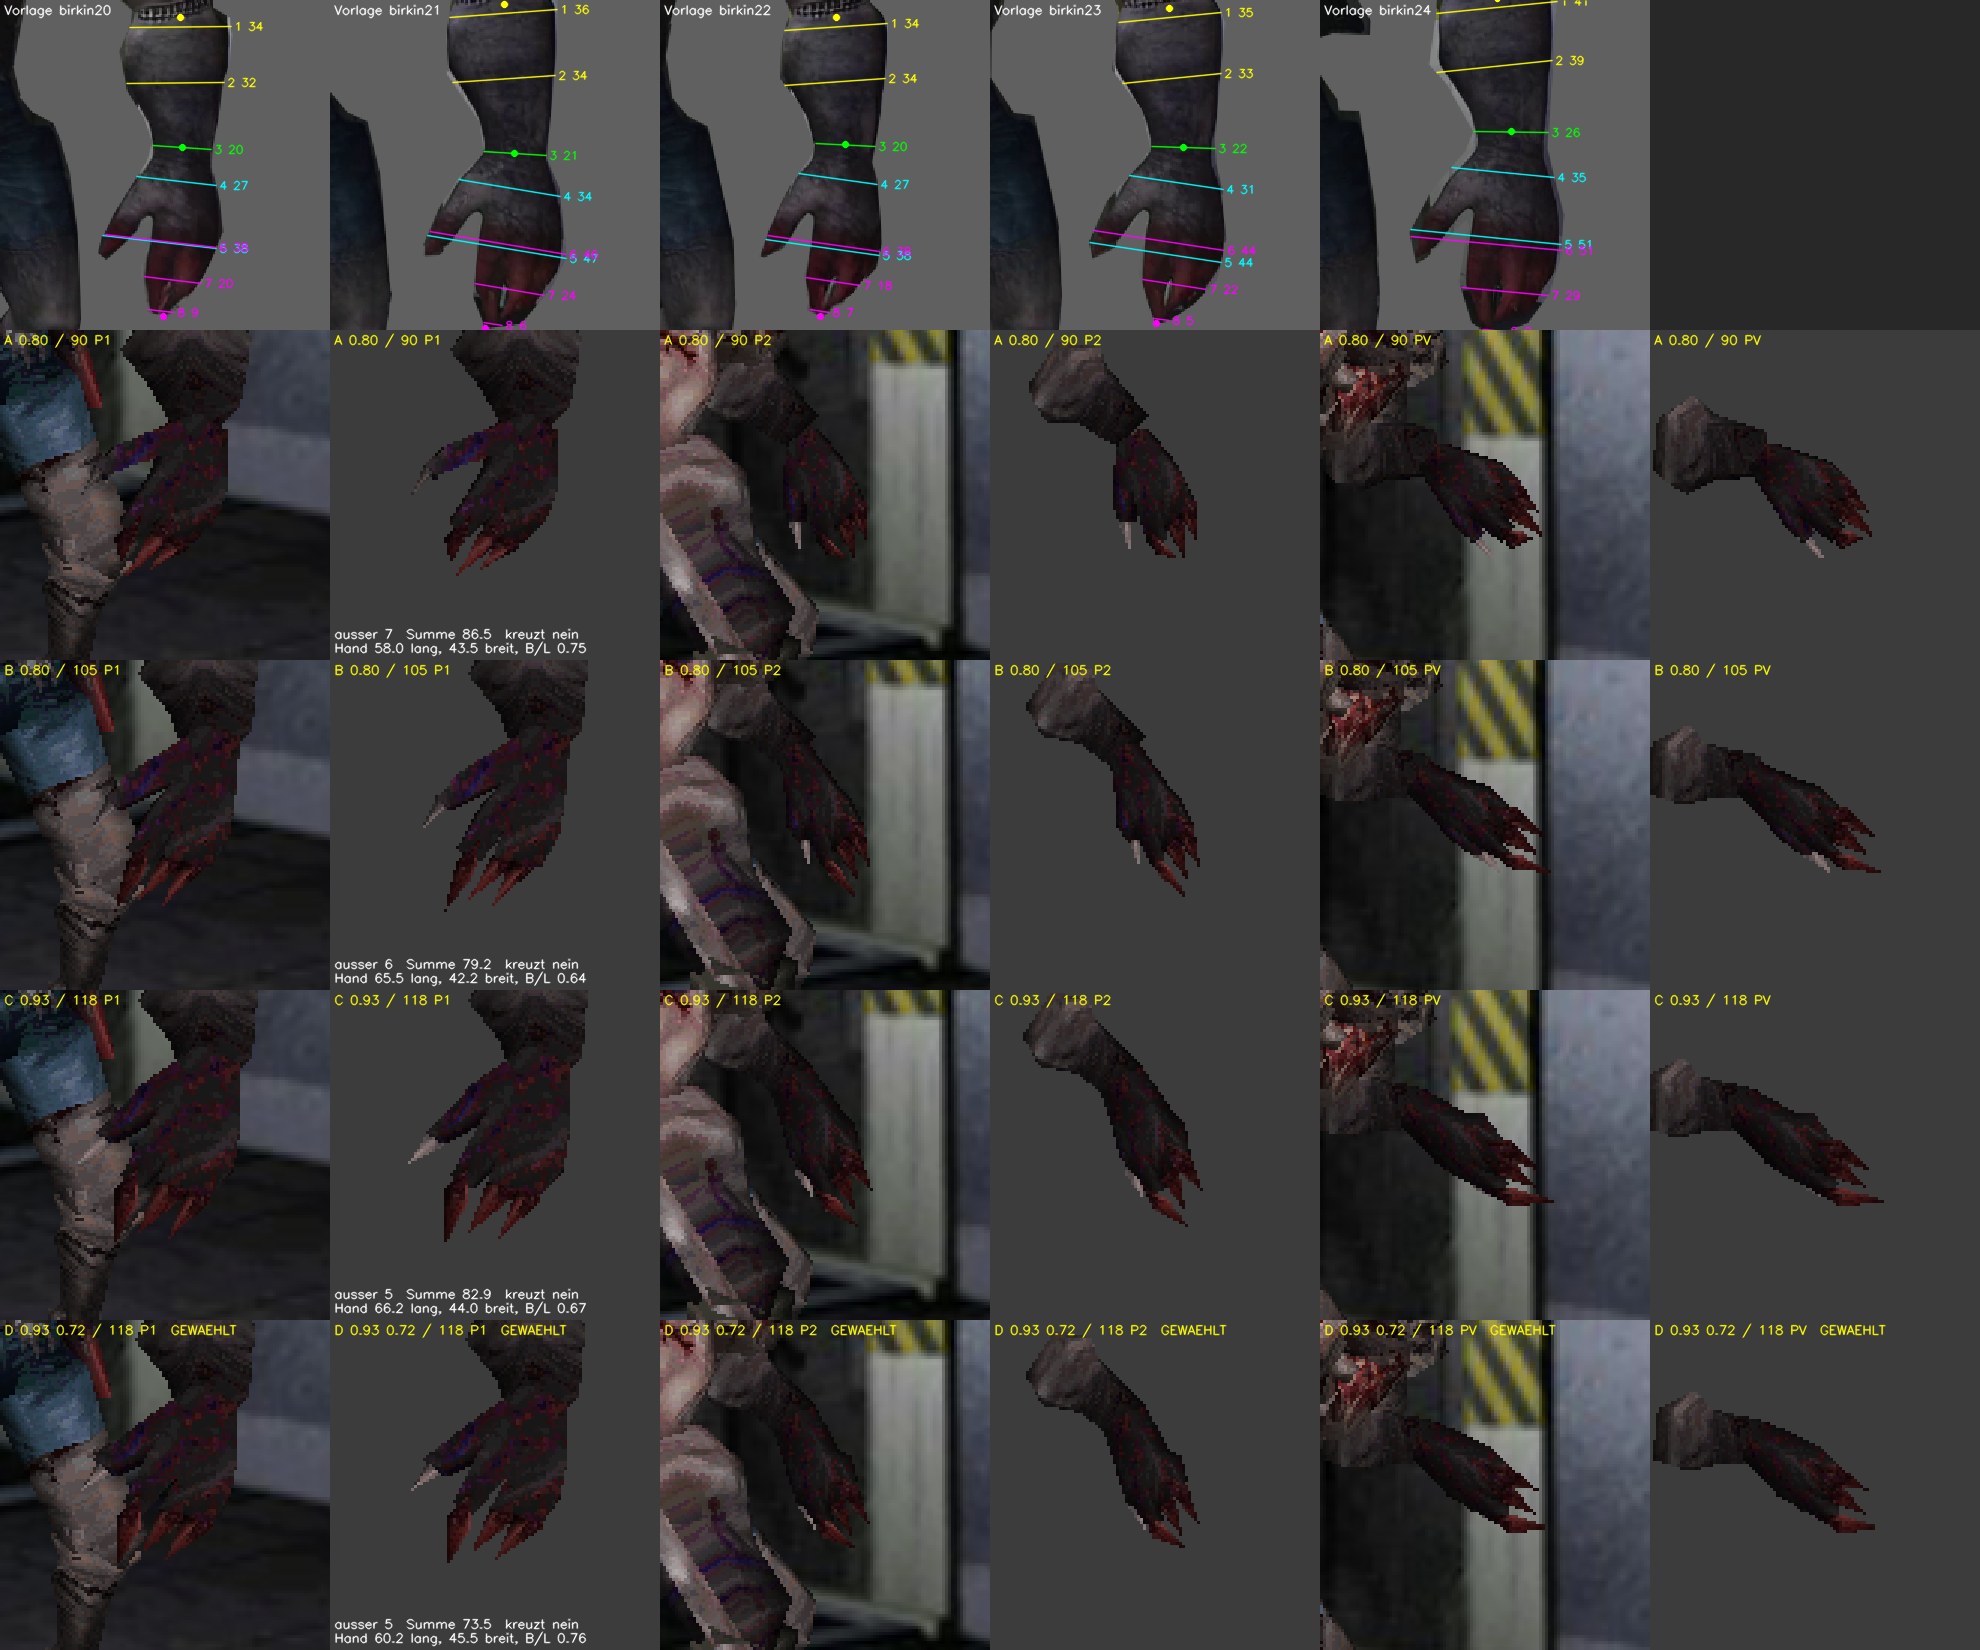 Vorlage birkin20
1 34
2 32
3 20
4 27
5 38
7 20
8 9
Vorlage birkin21
1 36
2 34
3 21
4 34
5 47
7 24
8 6
Vorlage birkin22
1 34
2 34
3 20
4 27
5 38
7 18
8 7
Vorlage birkin23
1 35
2 33
3 22
4 31
6 44
5 44
7 22
8 5
Vorlage birkin24
1 41
2 39
3 26
4 35
5 51
7 29
A 0.80 / 90 P1
A 0.80 / 90 P1
A 0.80 / 90 P2
A 0.80 / 90 P2
A 0.80 / 90 PV
A 0.80 / 90 PV
ausser 7 Summe 86.5 kreuzt nein
Hand 58.0 lang, 43.5 breit, B/L 0.75
B 0.80 / 105 P1
B 0.80 / 105 P1
B 0.80 / 105 P2
B 0.80 / 105 P2
B 0.80 / 105 PV
B 0.80 / 105 PV
ausser 6 Summe 79.2 kreuzt nein
Hand 65.5 lang, 42.2 breit, B/L 0.64
C 0.93 / 118 P1
C 0.93 / 118 P1
C 0.93 / 118 P2
C 0.93 / 118 P2
C 0.93 / 118 PV
C 0.93 / 118 PV
ausser 5 Summe 82.9 kreuzt nein
Hand 66.2 lang, 44.0 breit, B/L 0.67
D 0.93 0.72 / 118 P1 GEWAEHLT
D 0.93 0.72 / 118 P1 GEWAEHLT
D 0.93 0.72 / 118 P2 GEWAEHLT
D 0.93 0.72 / 118 P2 GEWAEHLT
D 0.93 0.72 / 118 PV GEWAEHLT
D 0.93 0.72 / 118 PV GEWAEHLT
ausser 5 Summe 73.5 kreuzt nein
Hand 60.2 lang, 45.5 breit, B/L 0.76